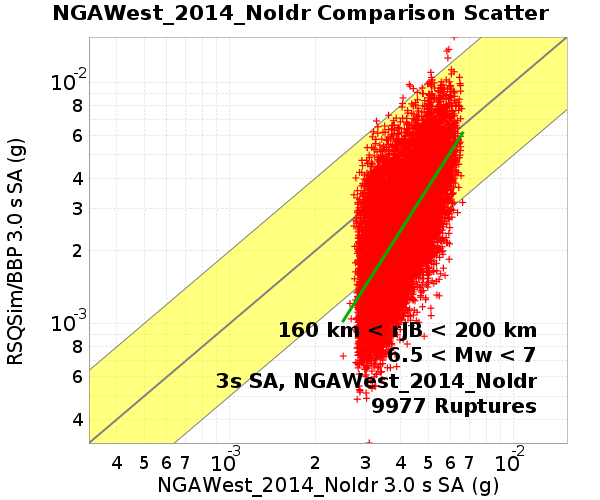 NGAWest_2014_NoIdr Comparison Scatter
10-2
8
6
4
3
2
10-3
8
6
4
RSQSim/BBP 3.0 s SA (g)
160 km < rJB < 200 km
6.5 < Mw < 7
3s SA, NGAWest_2014_NoIdr
9977 Ruptures
4 5 6 7 10-3 2 3 4 5 6 7 10-2
NGAWest_2014_NoIdr 3.0 s SA (g)